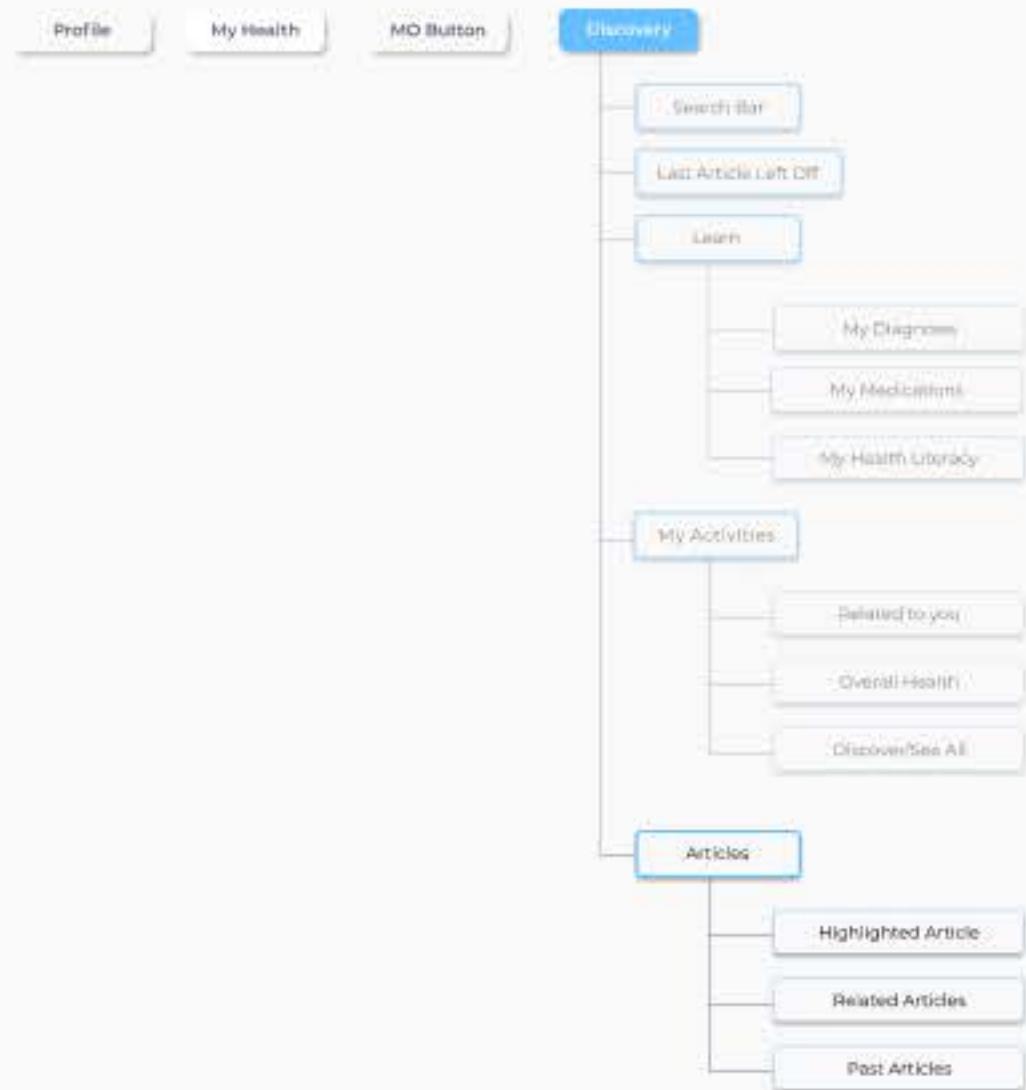 Profile
My Health
MO Button
Discovery
Search Bar
Last Article Left Off
Learn
My Diagnoses
My Medications
My Health Literacy
My Activities
Related to you
Overall Health
Discover/See All
Articles
Highlighted Article
Related Articles
Past Articles